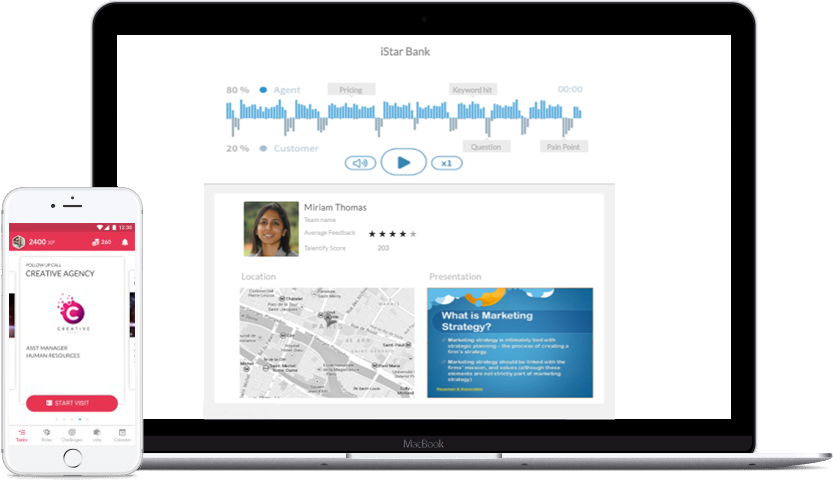 iStar Bank
80 % Agent Pricing Keyword hit 00:00
20 % Customer Question Pain Point
x1
Miriam Thomas
Team name
Average Feedback
Talentify Score 203
Location Presentation
What is Marketing
Strategy?
Marketing strategy is intimately tied with
strategic planning – the process of creating a
firm's strategy.
Marketing strategy should be linked with the
firms' mission, and values (although these
elements are not strictly part of marketing
strategy)
PARIS
Saint-Paul
MacBook
12:30
2400 XP 260
FOLLOW UP CALL
CREATIVE AGENCY
CREATIVE
ASST MANAGER
HUMAN RESOURCES
START VISIT
Tasks Roles Challenges Jobs Calendar